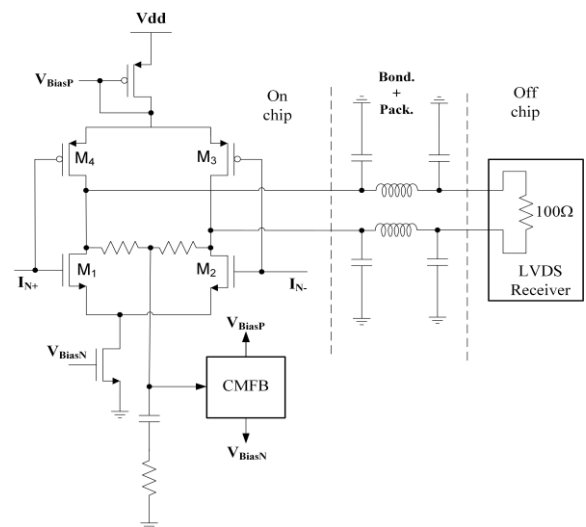 Vdd
VBiasP
On
chip
Bond.
+
Pack.
Off
chip
M4
M3
100Ω
LVDS
Receiver
M1
M2
IN+
IN-
VBiasN
VBiasP
CMFB
VBiasN